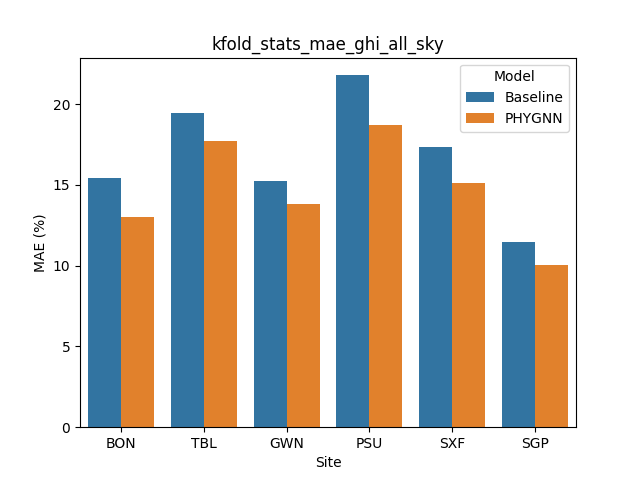 kfold_stats_mae_ghi_all_sky
Model
Baseline
PHYGNN
MAE (%)
20
15
10
5
0
BON TBL GWN PSU SXF SGP
Site